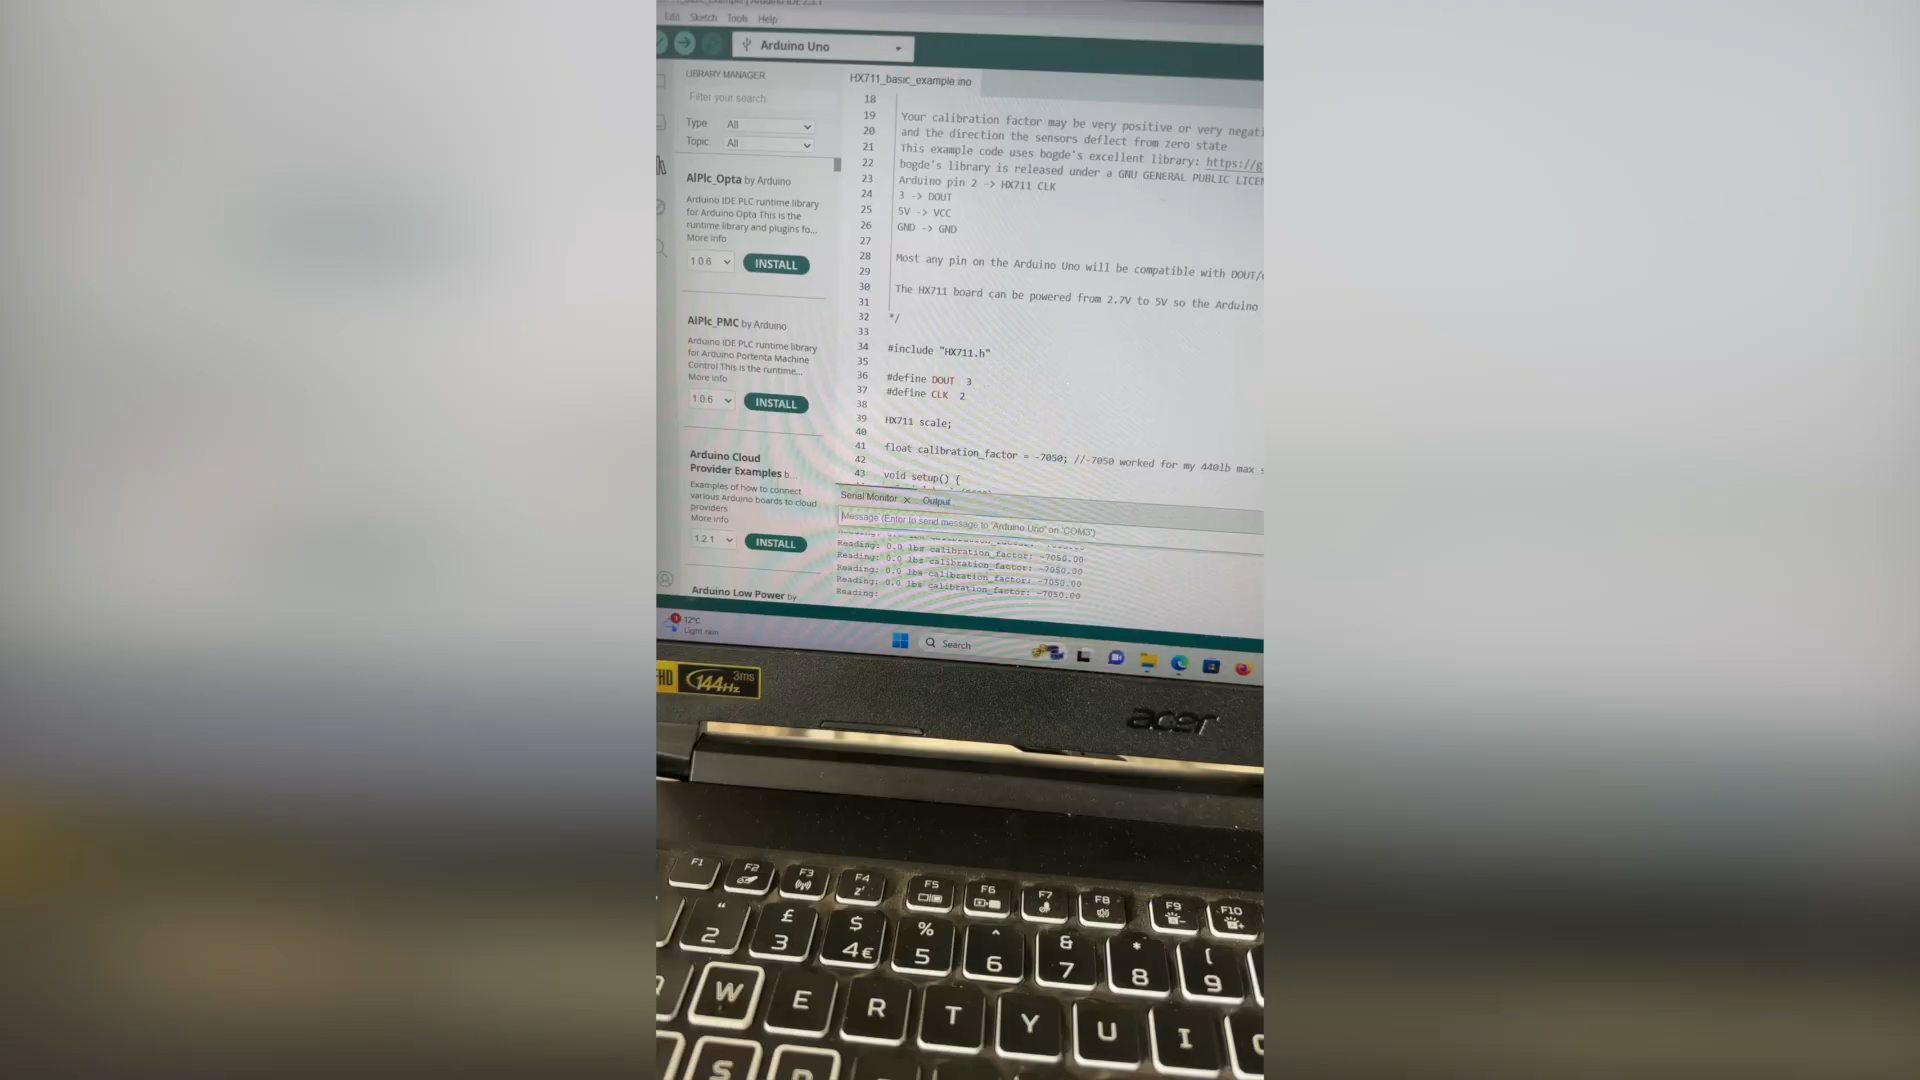 Edit Sketch Tools Help
Arduino Uno
LIBRARY MANAGER
Filter your search
Type All
Topic: All
AlPlc_Opta by Arduino
Arduino IDE PLC runtime library
for Arduino Opta This is the
runtime library and plugins fo...
More info
1.0.6 INSTALL
AlPlc_PMC by Arduino
Arduino IDE PLC runtime library
for Arduino Portenta Machine
Control This is the runtime...
More info
1.0.6 INSTALL
Arduino Cloud
Provider Examples b...
Examples of how to connect
various Arduino boards to cloud
providers
More info
1.2.1 INSTALL
Arduino Low Power by
HX711_basic_example.ino
18
19 Your calibration factor may be very positive or very negati
20 and the direction the sensors deflect from zero state
21 This example code uses bogde's excellent library: https://g
22 bogde's library is released under a GNU GENERAL PUBLIC LICEN
23 Arduino pin 2 -> HX711 CLK
24 3 -> DOUT
25 5V -> VCC
26 GND -> GND
27
28 Most any pin on the Arduino Uno will be compatible with DOUT/
29
30 The HX711 board can be powered from 2.7V to 5V so the Arduino
31
32 */
33
34 #include "HX711.h"
35
36 #define DOUT 3
37 #define CLK 2
38
39 HX711 scale;
40
41 float calibration_factor = -7050; //-7050 worked for my 440lb max s
42
43 void setup() {
Serial Monitor × Output
Message (Enter to send message to 'Arduino Uno' on 'COM3')
Reading: 0.0 lbs calibration_factor: -7050.00
Reading: 0.0 lbs calibration_factor: -7050.00
Reading: 0.0 lbs calibration_factor: -7050.00
Reading: 0.0 lbs calibration_factor: -7050.00
Reading:
1
12°C
Light rain
Search
FHD 144Hz 3ms
acer
F1 F2 F3 F4 F5 F6 F7 F8 F9 F10
" £ $ % ^ & * (
2 3 4€ 5 6 7 8 9
W E R T Y U I
S D